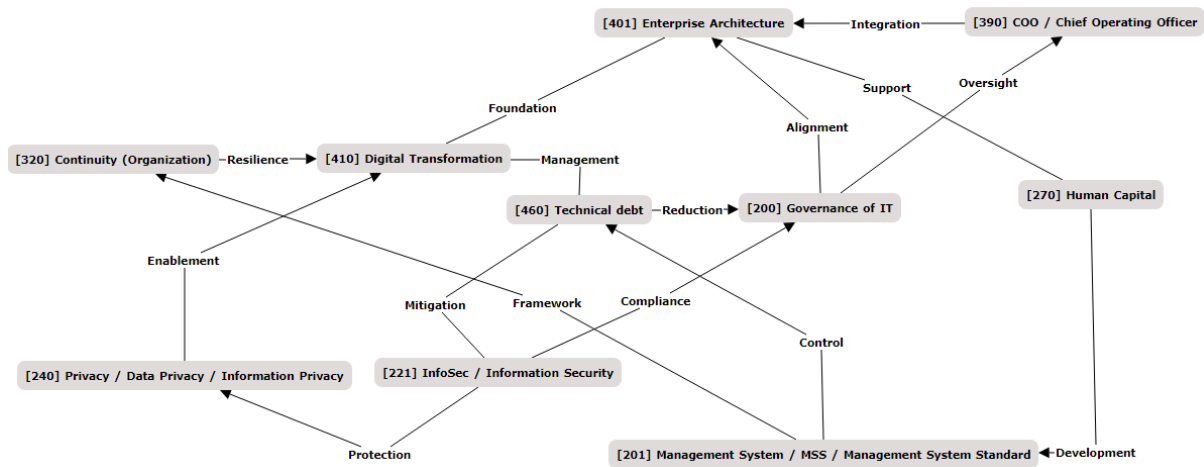 [401] Enterprise Architecture
Integration
[390] COO / Chief Operating Officer
Support
Oversight
Foundation
Alignment
[320] Continuity (Organization)
Resilience
[410] Digital Transformation
Management
[270] Human Capital
[460] Technical debt
Reduction
[200] Governance of IT
Enablement
Mitigation
Framework
Compliance
Control
[240] Privacy / Data Privacy / Information Privacy
[221] InfoSec / Information Security
Protection
[201] Management System / MSS / Management System Standard
Development